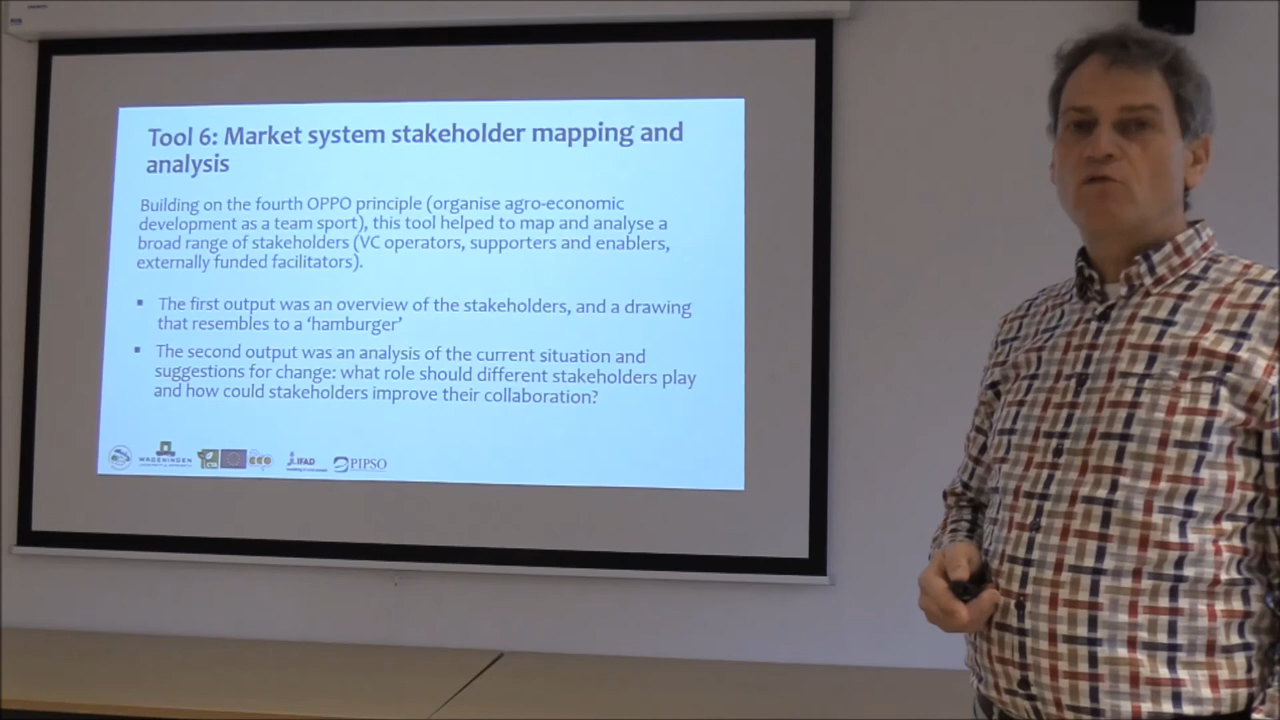 Tool 6: Market system stakeholder mapping and
analysis
Building on the fourth OPPO principle (organise agro-economic
development as a team sport), this tool helped to map and analyse a
broad range of stakeholders (VC operators, supporters and enablers,
externally funded facilitators).
▪ The first output was an overview of the stakeholders, and a drawing
that resembles to a ‘hamburger’
▪ The second output was an analysis of the current situation and
suggestions for change: what role should different stakeholders play
and how could stakeholders improve their collaboration?
WAGENINGEN
IFAD
PIPSO